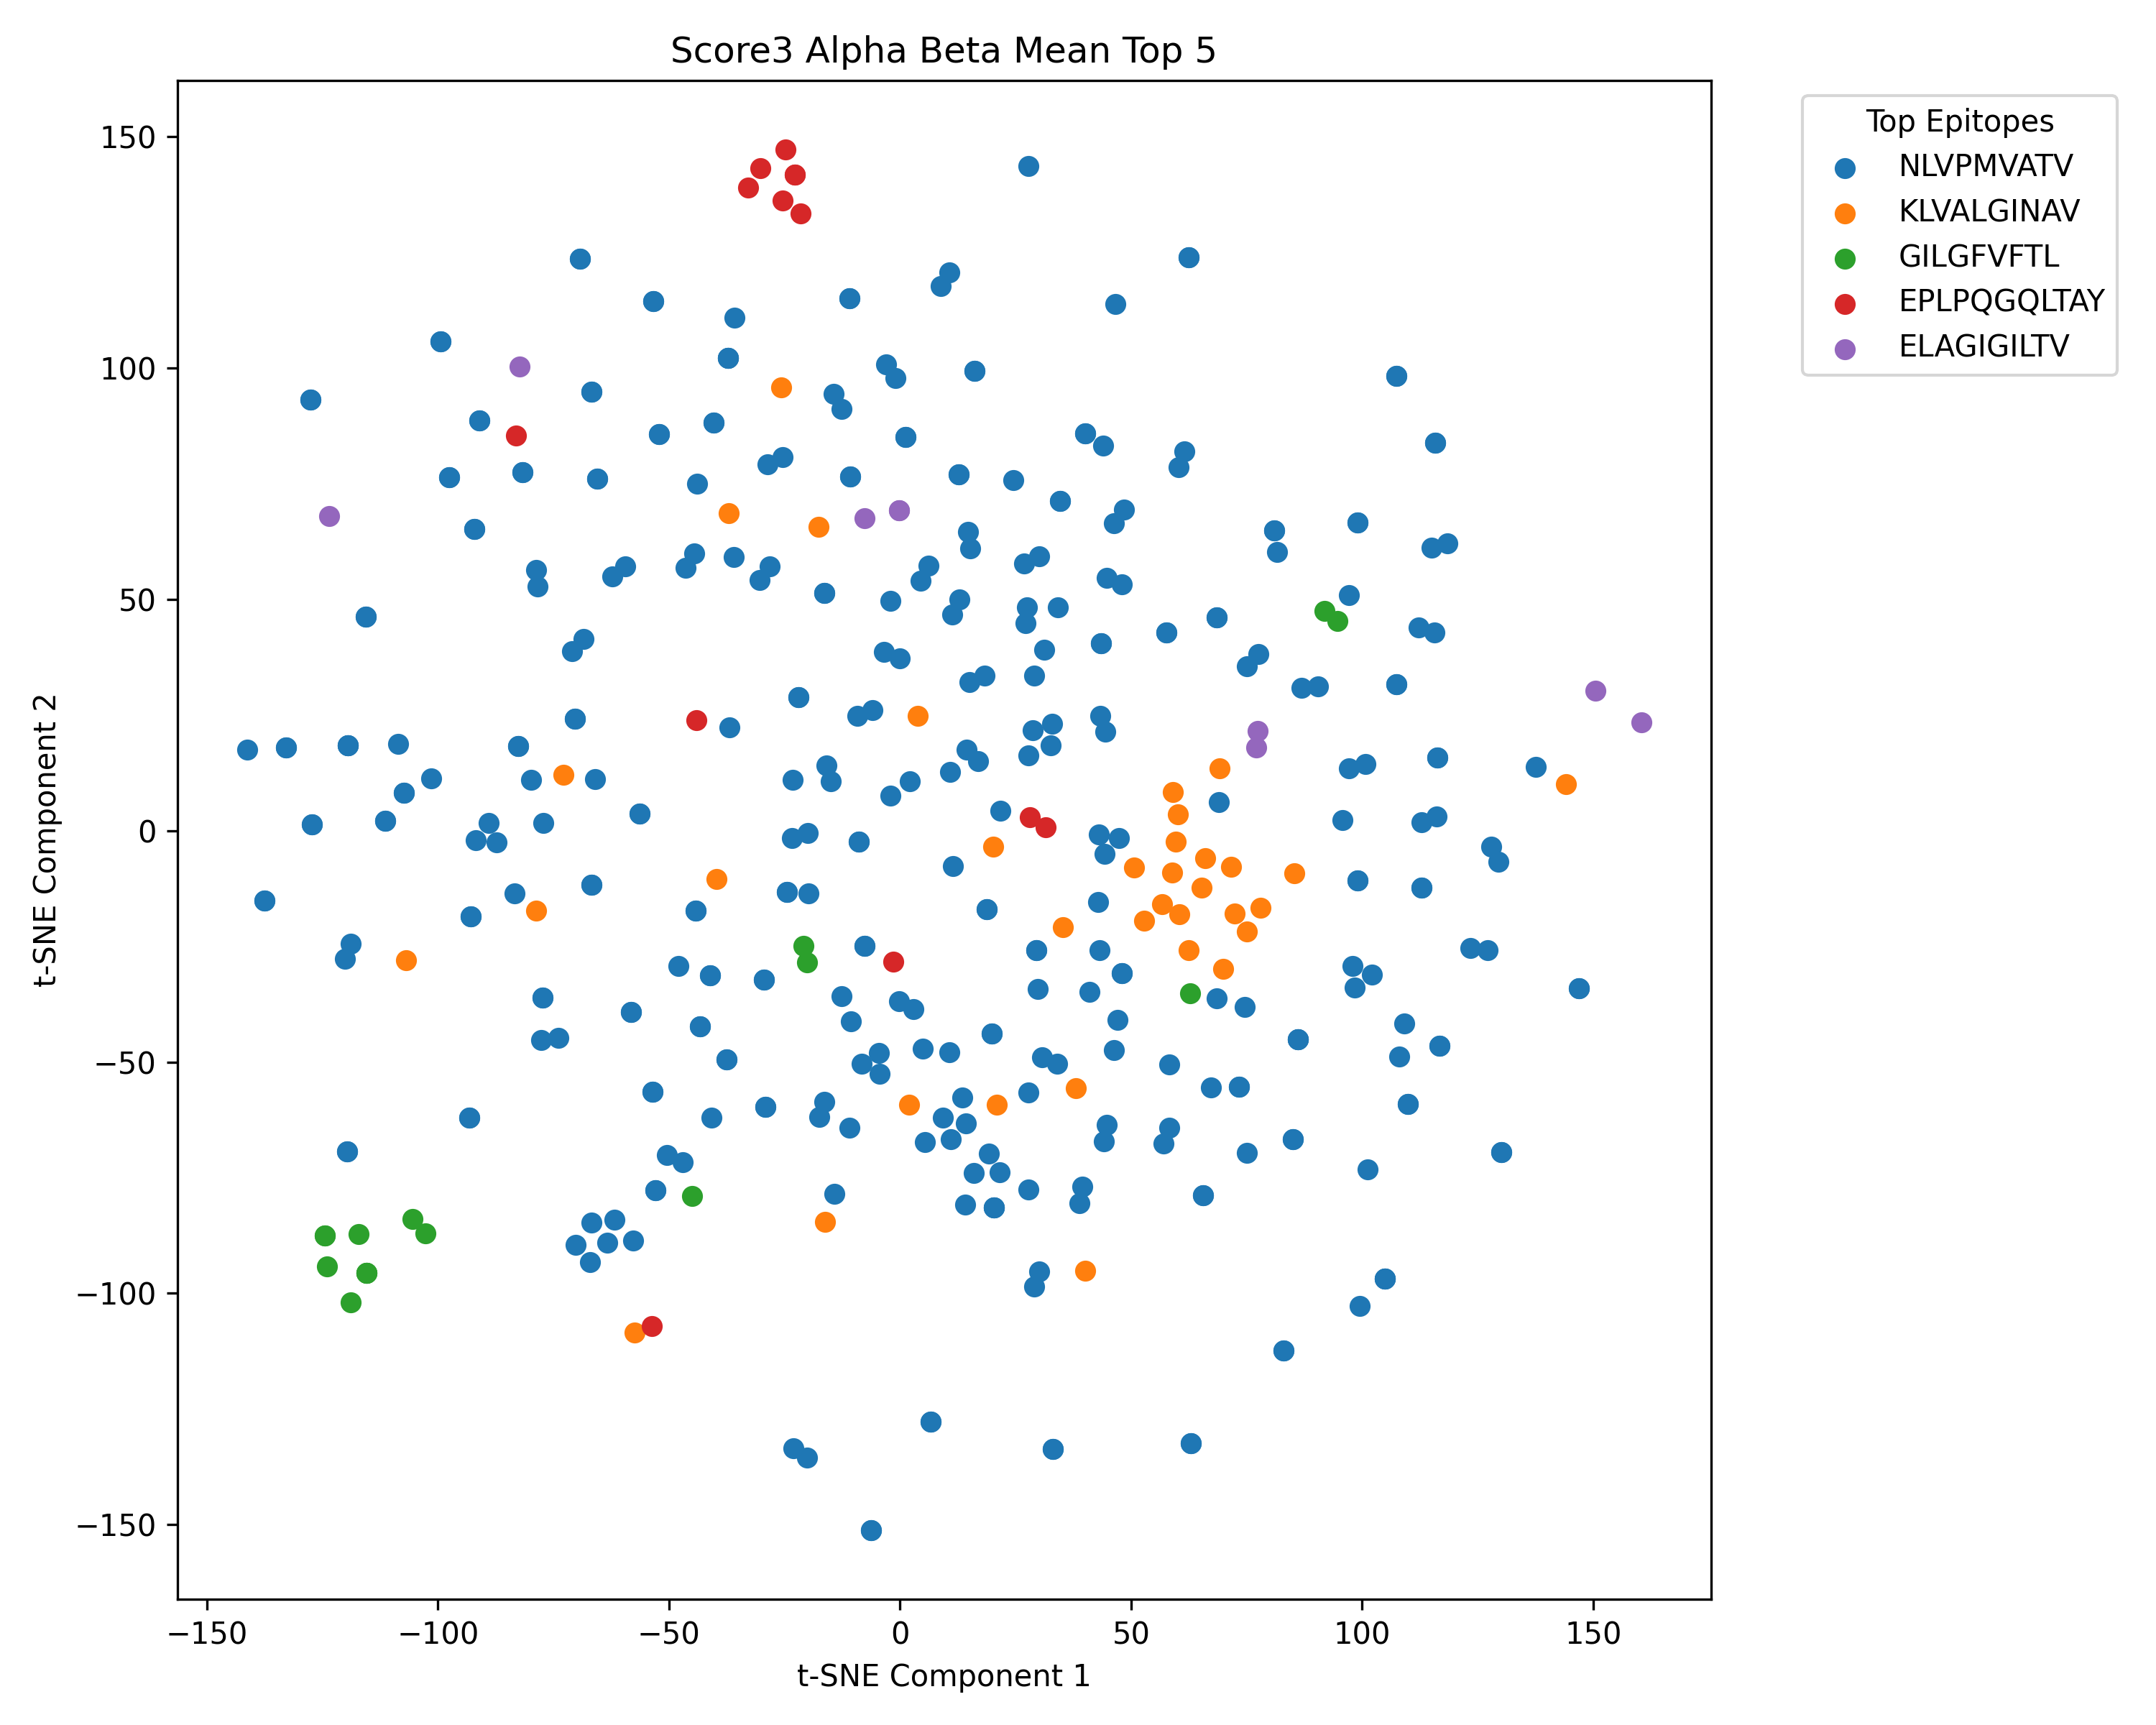 Score3 Alpha Beta Mean Top 5
Top Epitopes
NLVPMVATV
KLVALGINAV
GILGFVFTL
EPLPQGQLTAY
ELAGIGILTV
150
100
50
0
−50
−100
−150
t-SNE Component 2
−150 −100 −50 0 50 100 150
t-SNE Component 1